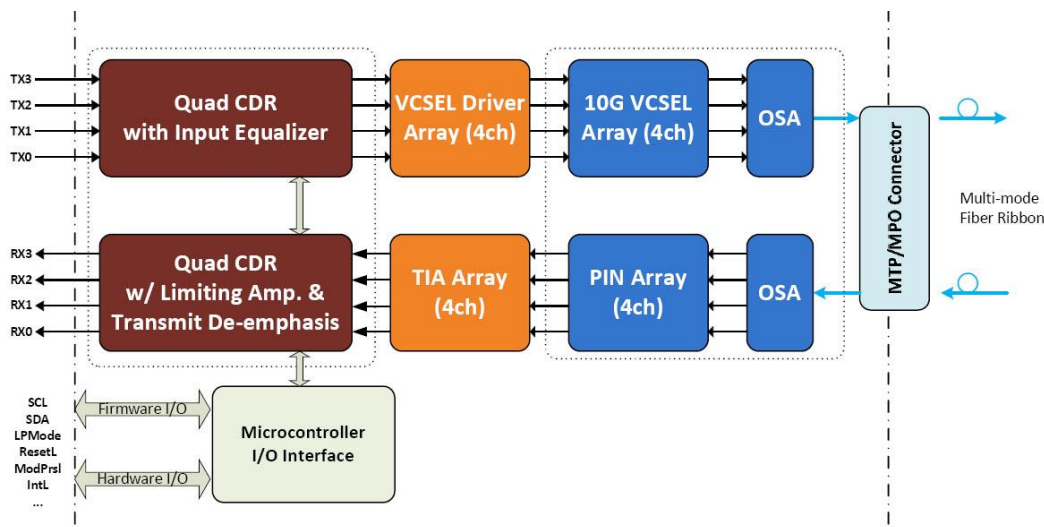 TX3
TX2
TX1
TX0
Quad CDR
with Input Equalizer
VCSEL Driver
Array (4ch)
10G VCSEL
Array (4ch)
OSA
MTP/MPO Connector
Multi-mode
Fiber Ribbon
RX3
RX2
RX1
RX0
Quad CDR
w/ Limiting Amp. &
Transmit De-emphasis
TIA Array
(4ch)
PIN Array
(4ch)
OSA
SCL
SDA
LPMode
ResetL
ModPrsl
IntL
...
Firmware I/O
Hardware I/O
Microcontroller
I/O Interface